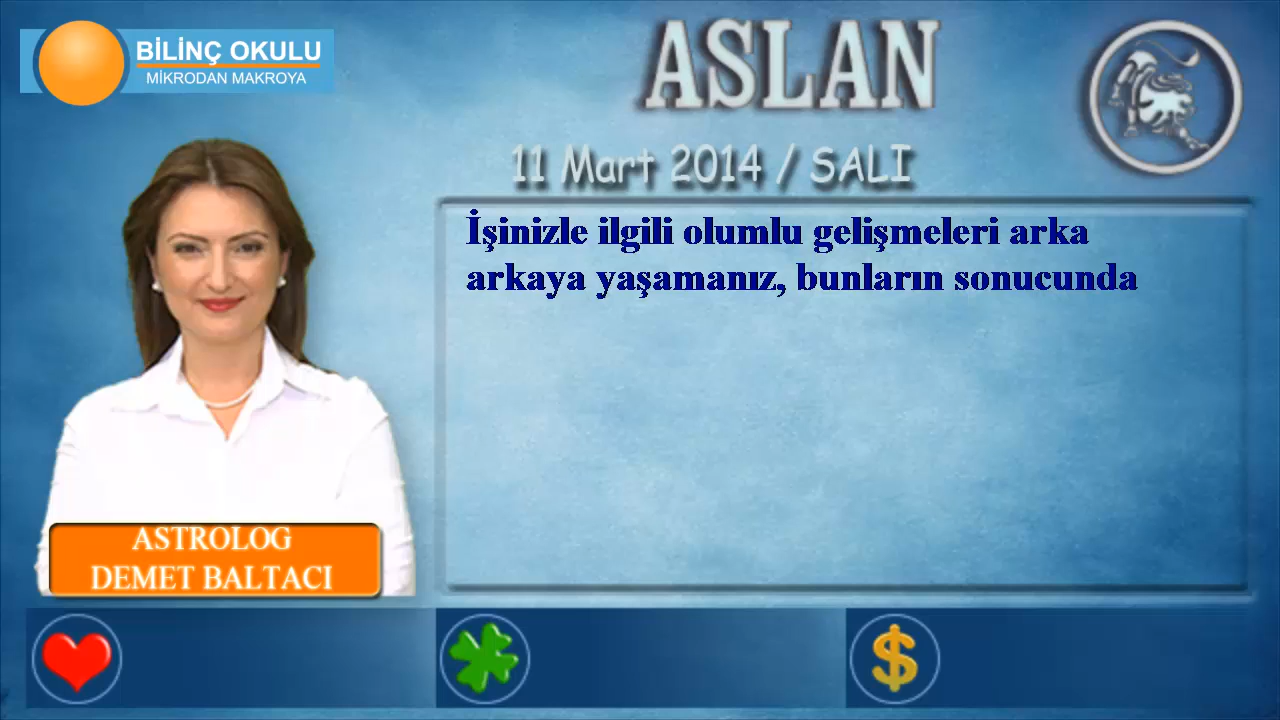 BİLİNÇ OKULU
MİKRODAN MAKROYA
ASLAN
11 Mart 2014 / SALI
İşinizle ilgili olumlu gelişmeleri arka
arkaya yaşamanız, bunların sonucunda
ASTROLOG
DEMET BALTACI
$